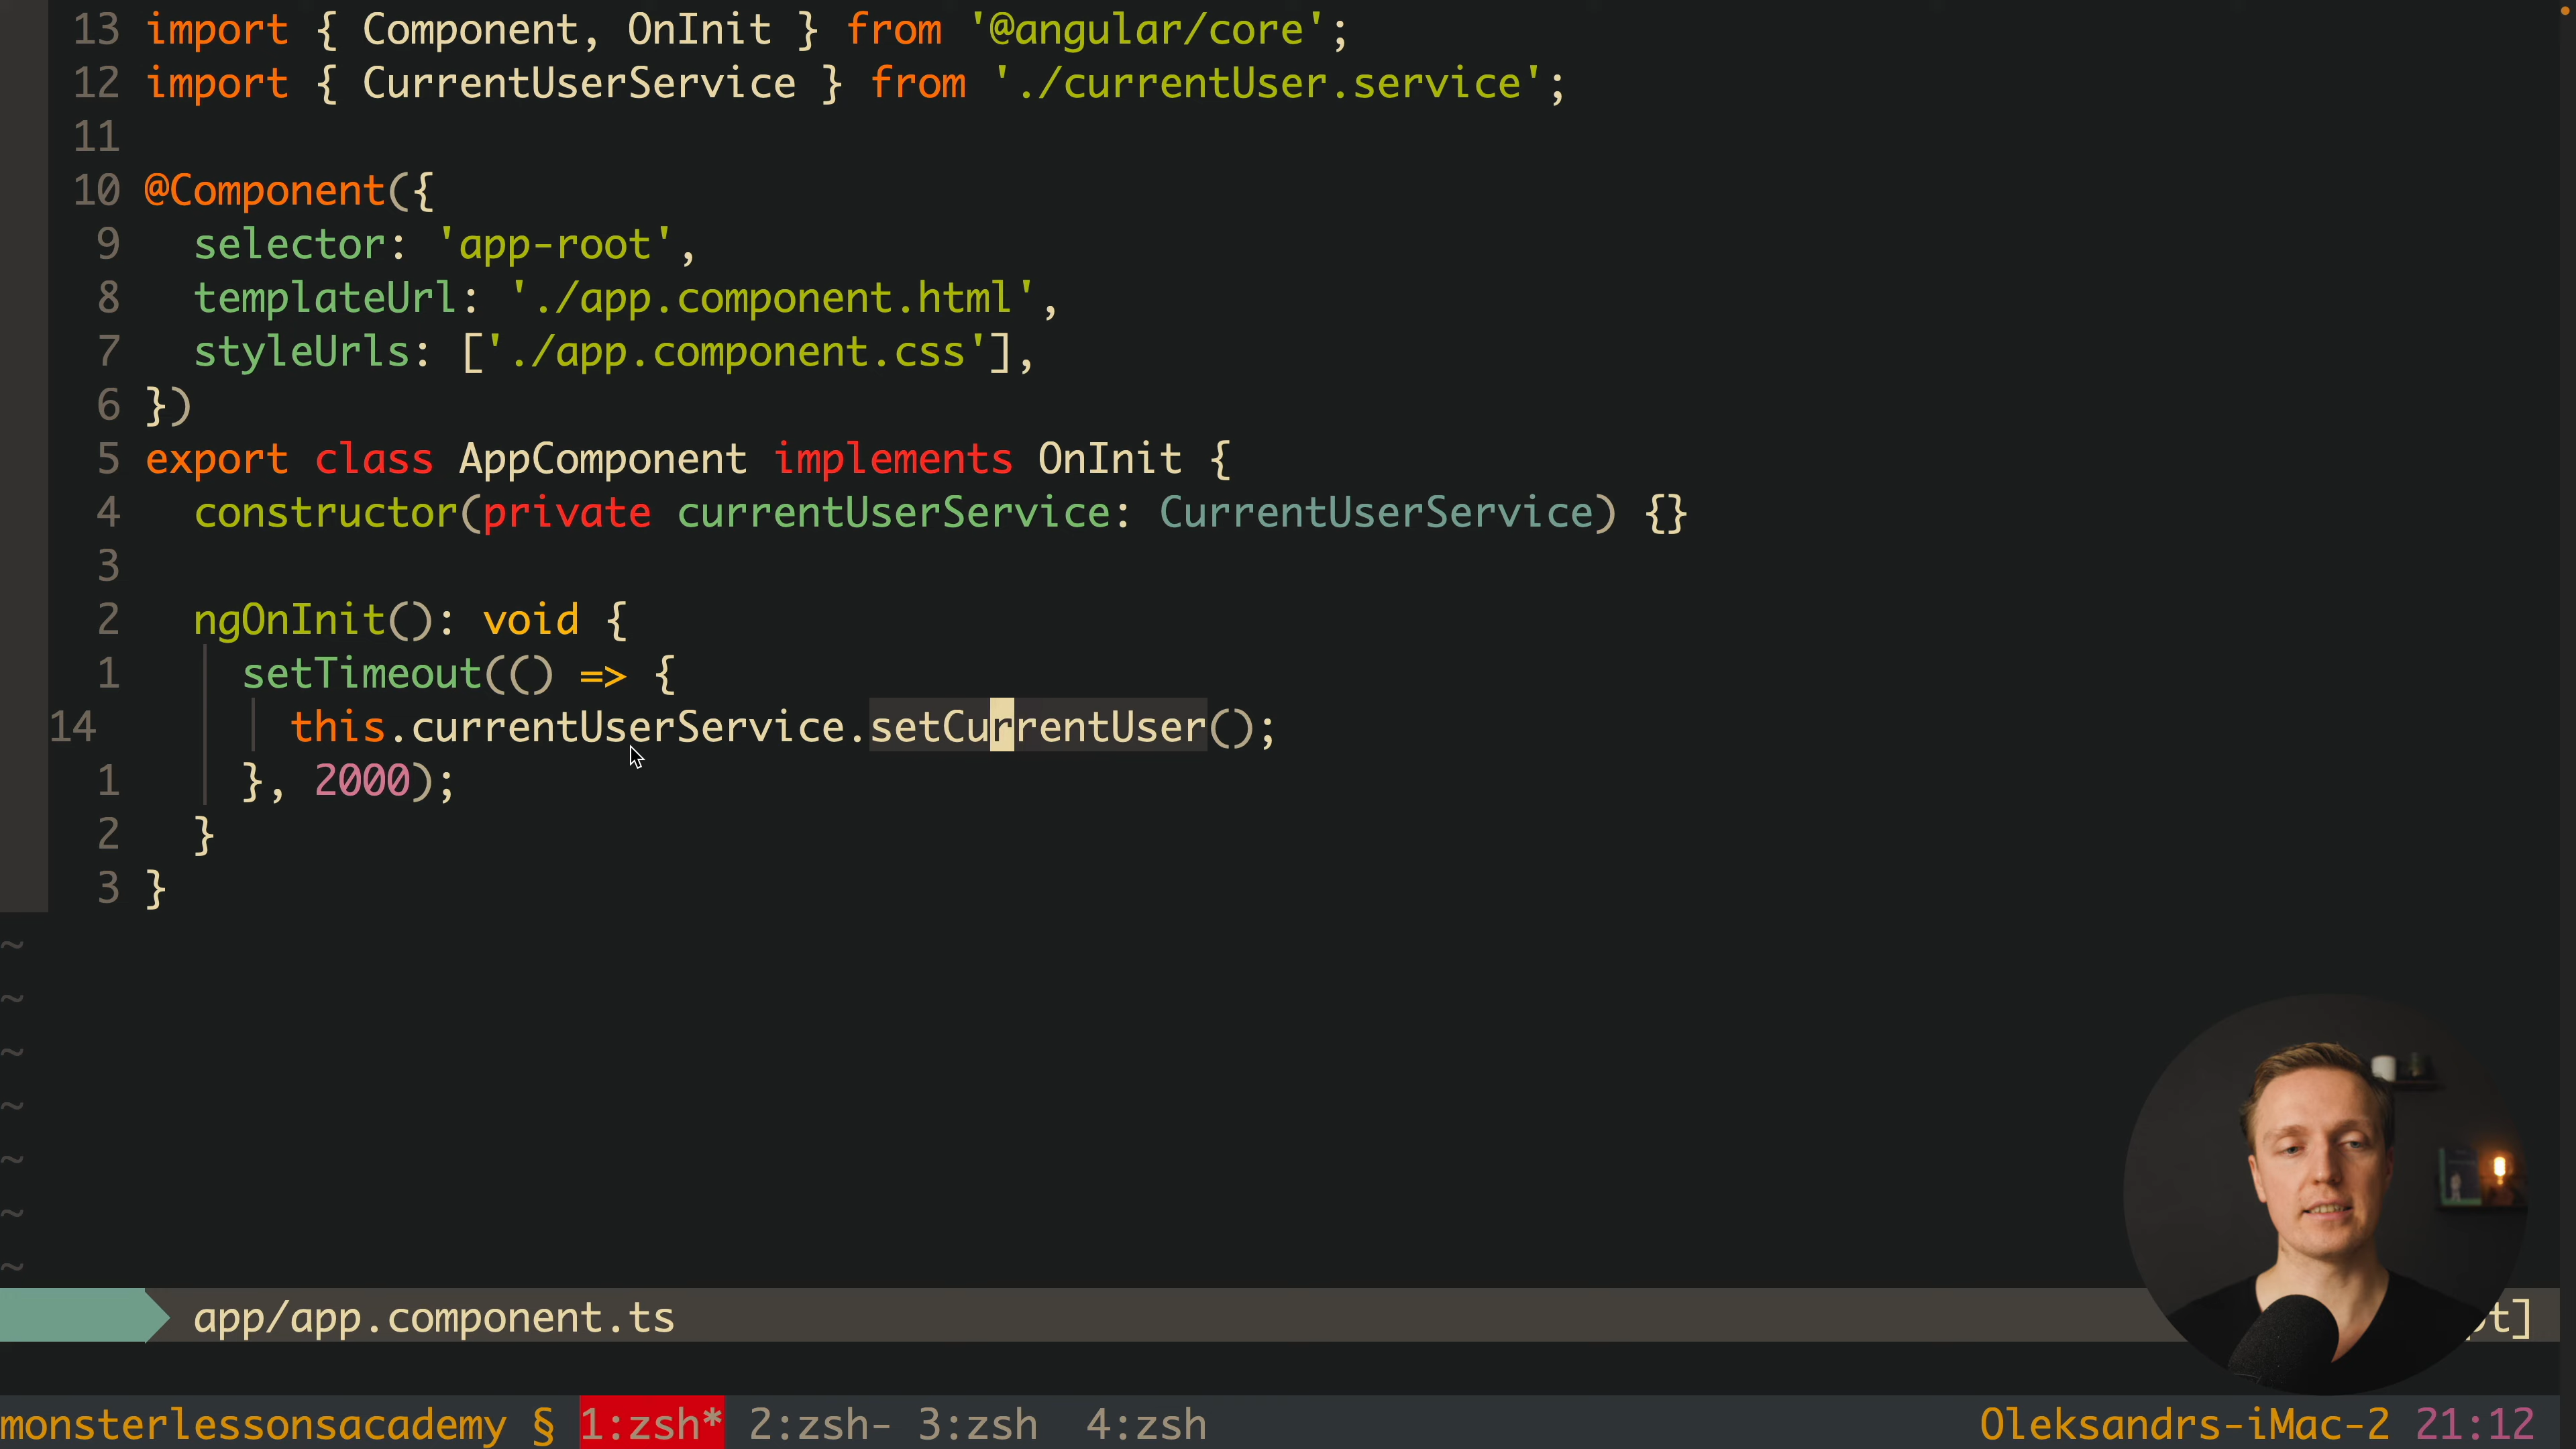 13 import { Component, OnInit } from '@angular/core';
12 import { CurrentUserService } from './currentUser.service';
11
10 @Component({
9 selector: 'app-root',
8 templateUrl: './app.component.html',
7 styleUrls: ['./app.component.css'],
6 })
5 export class AppComponent implements OnInit {
4 constructor(private currentUserService: CurrentUserService) {}
3
2 ngOnInit(): void {
1 setTimeout(() => {
14 this.currentUserService.setCurrentUser();
1 }, 2000);
2 }
3 }
~
~
~
~
~
~
~
app/app.component.ts
monsterlessonsacademy § 1:zsh* 2:zsh- 3:zsh 4:zsh Oleksandrs-iMac-2 21:12